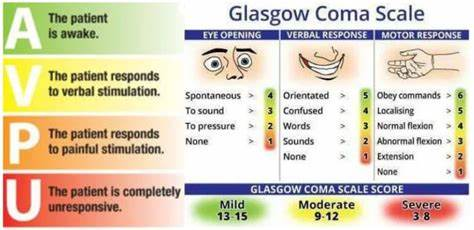 A
The patient
is awake.
V
The patient responds
to verbal stimulation.
P
The patient responds
to painful stimulation.
U
The patient is completely
unresponsive.
Glasgow Coma Scale
EYE OPENING
Spontaneous > 4
To sound > 3
To pressure > 2
None > 1
VERBAL RESPONSE
Orientated > 5
Confused > 4
Words > 3
Sounds > 2
None > 1
MOTOR RESPONSE
Obey commands > 6
Localising > 5
Normal flexion > 4
Abnormal flexion > 3
Extension > 2
None > 1
GLASGOW COMA SCALE SCORE
Mild
13-15
Moderate
9-12
Severe
3-8